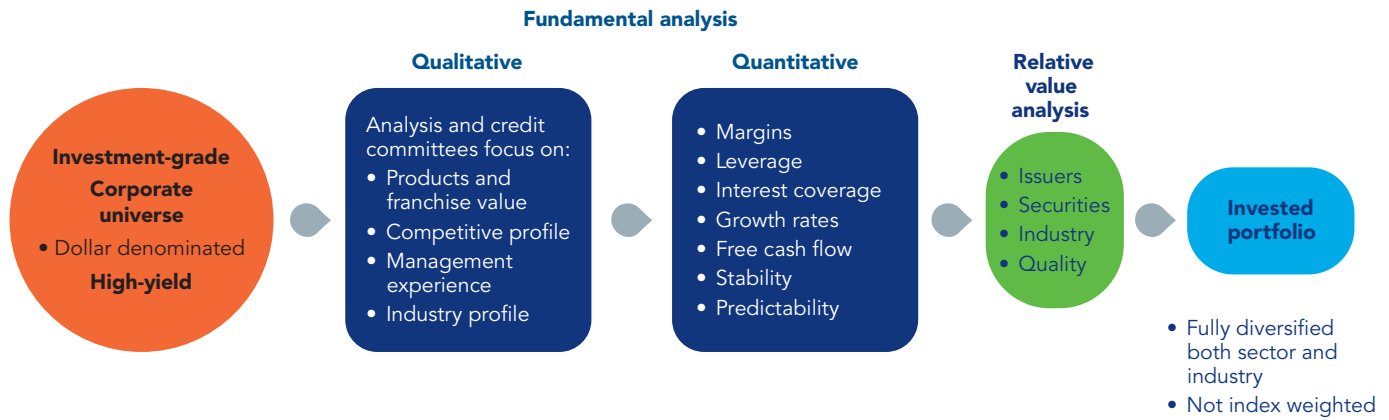 Fundamental analysis
Qualitative
Quantitative
Relative
value
analysis
Investment-grade
Corporate
universe
• Dollar denominated
High-yield
Analysis and credit
committees focus on:
• Products and
franchise value
• Competitive profile
• Management
experience
• Industry profile
• Margins
• Leverage
• Interest coverage
• Growth rates
• Free cash flow
• Stability
• Predictability
• Issuers
• Securities
• Industry
• Quality
Invested
portfolio
• Fully diversified
both sector and
industry
• Not index weighted